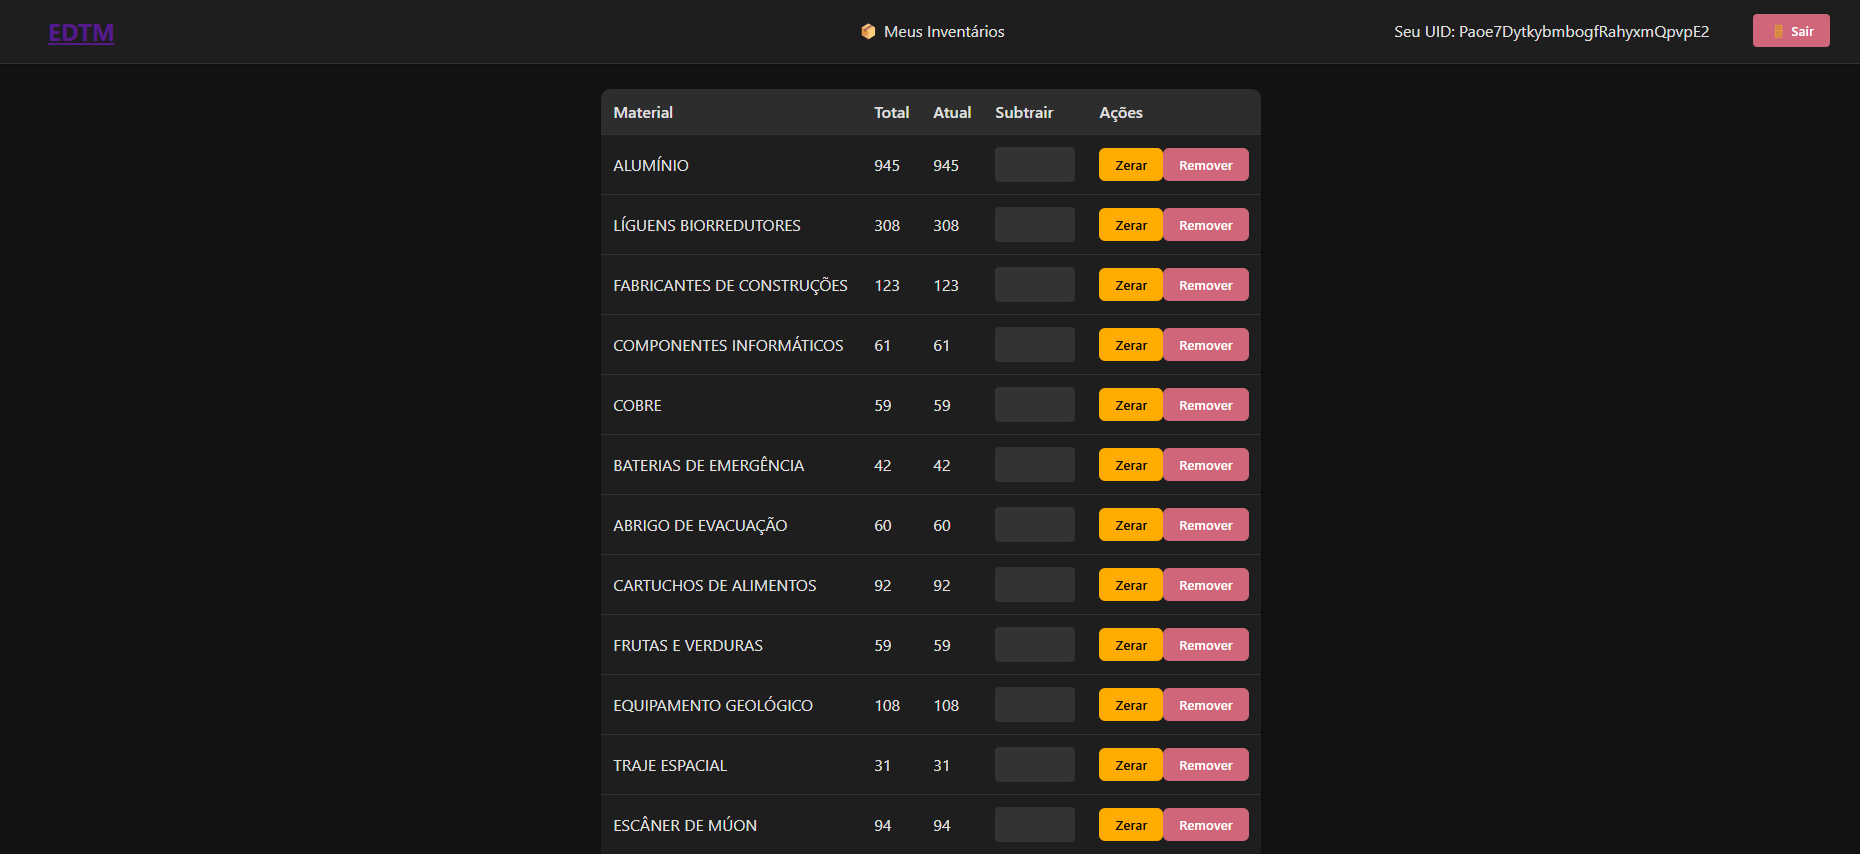 EDTM 📦 Meus Inventários Seu UID: Paoe7DytkybmbogfRahyxmQpvpE2 🚪 Sair
Material Total Atual Subtrair Ações
ALUMÍNIO 945 945 Zerar Remover
LÍGUENS BIORREDUTORES 308 308 Zerar Remover
FABRICANTES DE CONSTRUÇÕES 123 123 Zerar Remover
COMPONENTES INFORMÁTICOS 61 61 Zerar Remover
COBRE 59 59 Zerar Remover
BATERIAS DE EMERGÊNCIA 42 42 Zerar Remover
ABRIGO DE EVACUAÇÃO 60 60 Zerar Remover
CARTUCHOS DE ALIMENTOS 92 92 Zerar Remover
FRUTAS E VERDURAS 59 59 Zerar Remover
EQUIPAMENTO GEOLÓGICO 108 108 Zerar Remover
TRAJE ESPACIAL 31 31 Zerar Remover
ESCÂNER DE MÚON 94 94 Zerar Remover